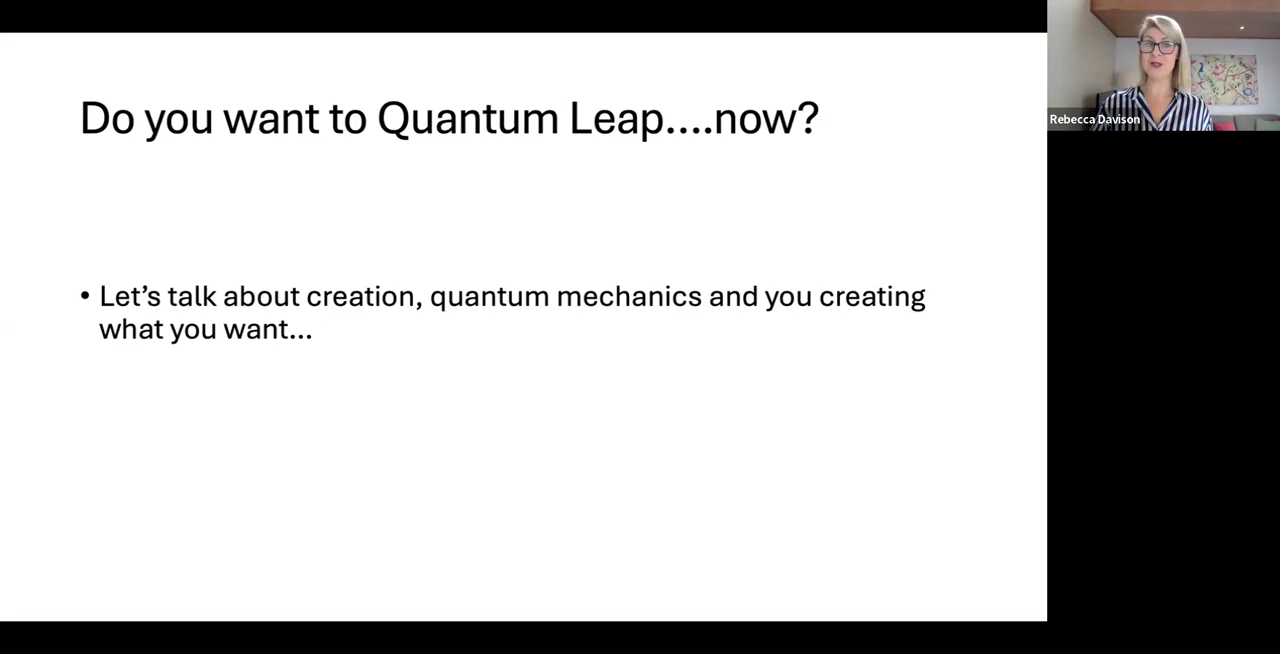 Do you want to Quantum Leap....now?
• Let's talk about creation, quantum mechanics and you creating
what you want...
Rebecca Davison